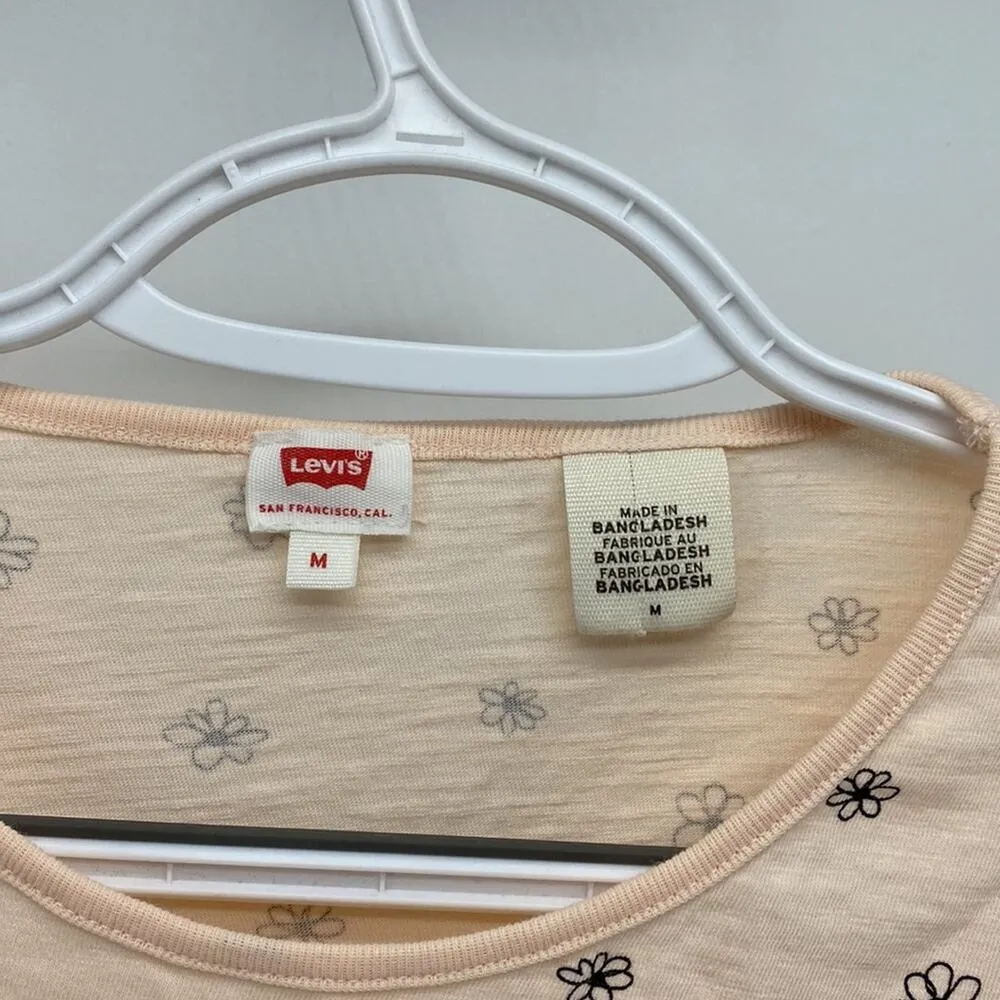 Levi's®
SAN FRANCISCO, CAL.
M
MADE IN
BANGLADESH
FABRIQUE AU
BANGLADESH
FABRICADO EN
BANGLADESH
M